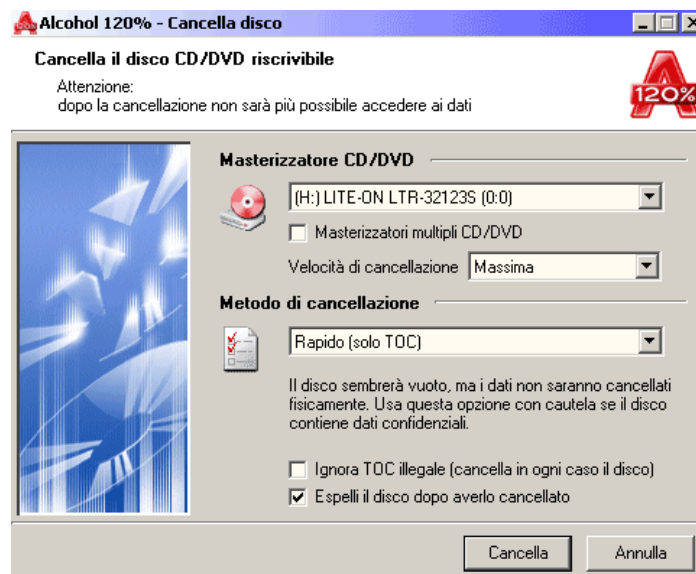 Alcohol 120% - Cancella disco
Cancella il disco CD/DVD riscrivibile
Attenzione:
dopo la cancellazione non sarà più possibile accedere ai dati
120%
Masterizzatore CD/DVD
(H:) LITE-ON LTR-32123S (0:0)
Masterizzatori multipli CD/DVD
Velocità di cancellazione Massima
Metodo di cancellazione
Rapido (solo TOC)
Il disco sembrerà vuoto, ma i dati non saranno cancellati
fisicamente. Usa questa opzione con cautela se il disco
contiene dati confidenziali.
Ignora TOC illegale (cancella in ogni caso il disco)
Espelli il disco dopo averlo cancellato
Cancella Annulla